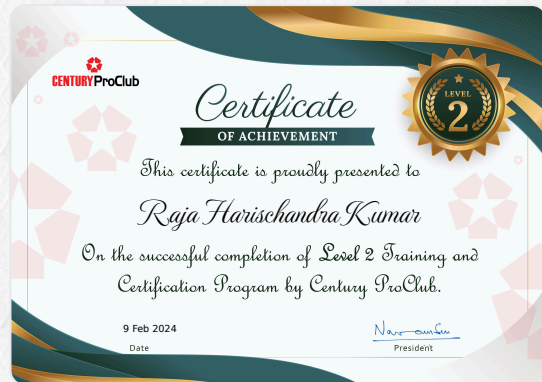 CENTURY ProClub
LEVEL
2
Certificate
OF ACHIEVEMENT
This certificate is proudly presented to
Raja Harischandra Kumar
On the successful completion of Level 2 Training and
Certification Program by Century ProClub.
9 Feb 2024
Date
President